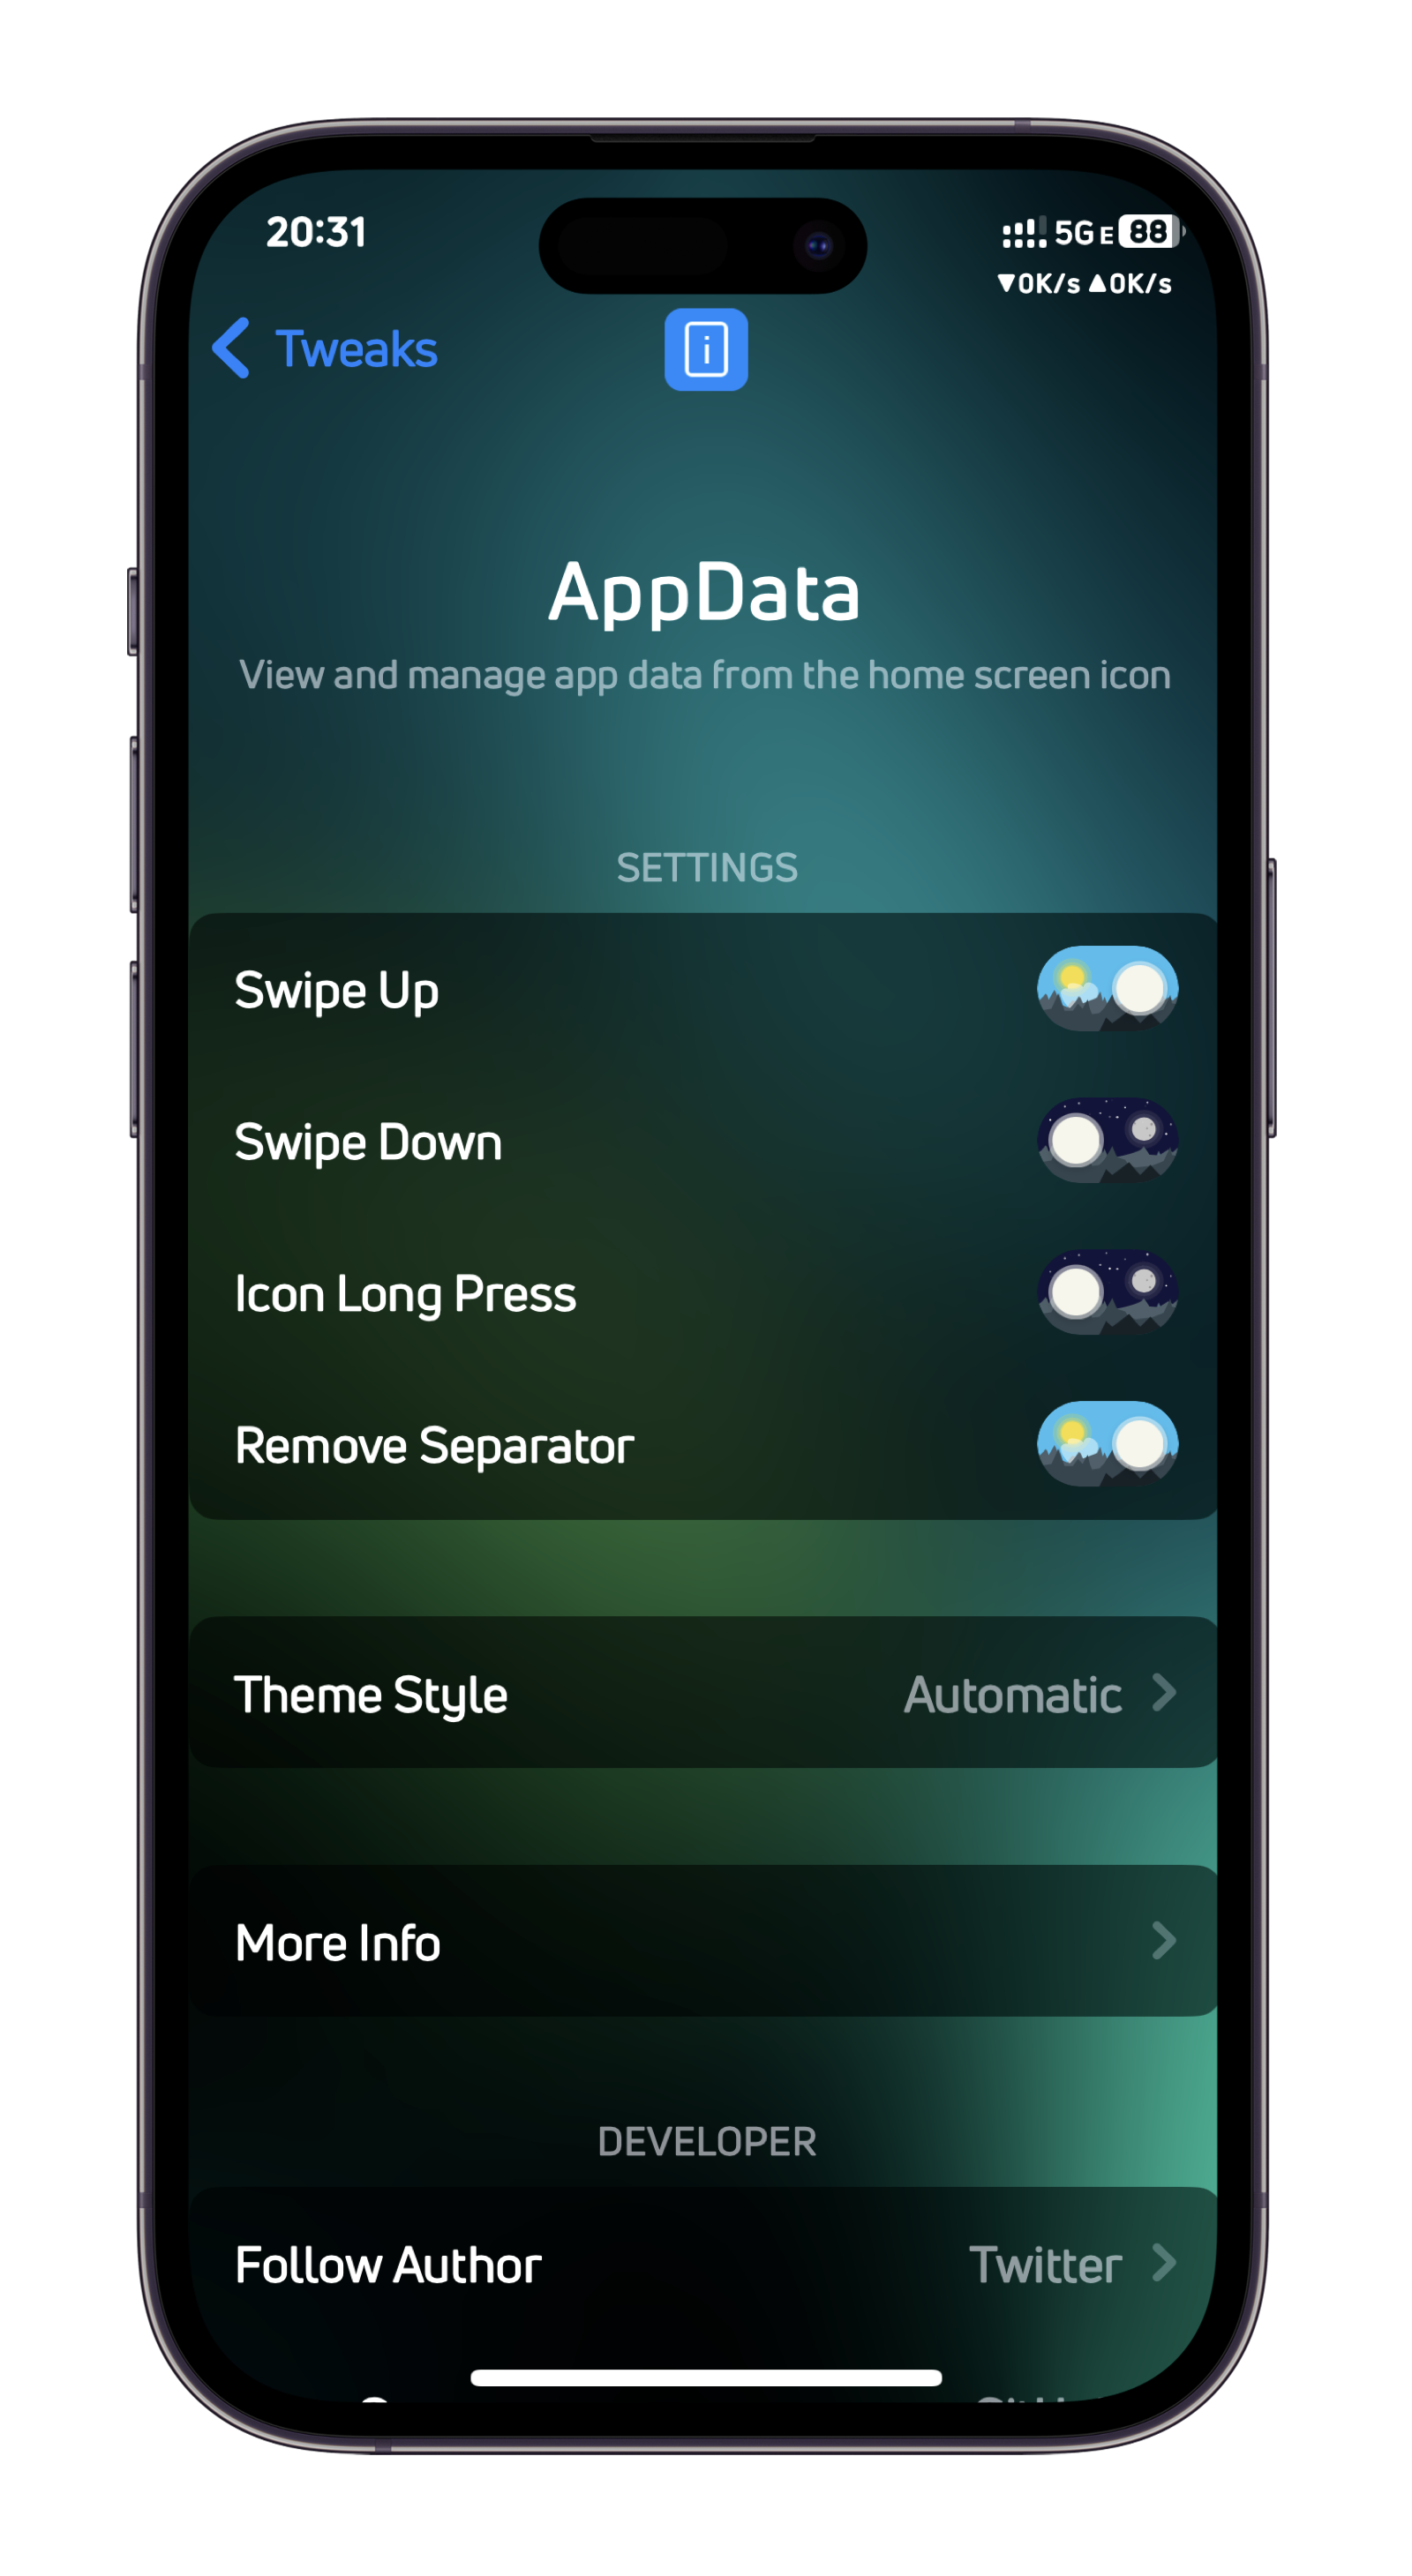 20:31
5G E 88
▼0K/s ▲0K/s
Tweaks
i
AppData
View and manage app data from the home screen icon
SETTINGS
Swipe Up
Swipe Down
Icon Long Press
Remove Separator
Theme Style Automatic
More Info
DEVELOPER
Follow Author Twitter